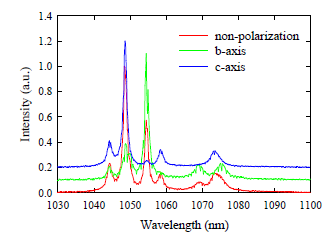 1.4
1.2
1.0
0.8
0.6
0.4
0.2
0.0
Intensity (a.u.)
non-polarization
b-axis
c-axis
1030 1040 1050 1060 1070 1080 1090 1100
Wavelength (nm)